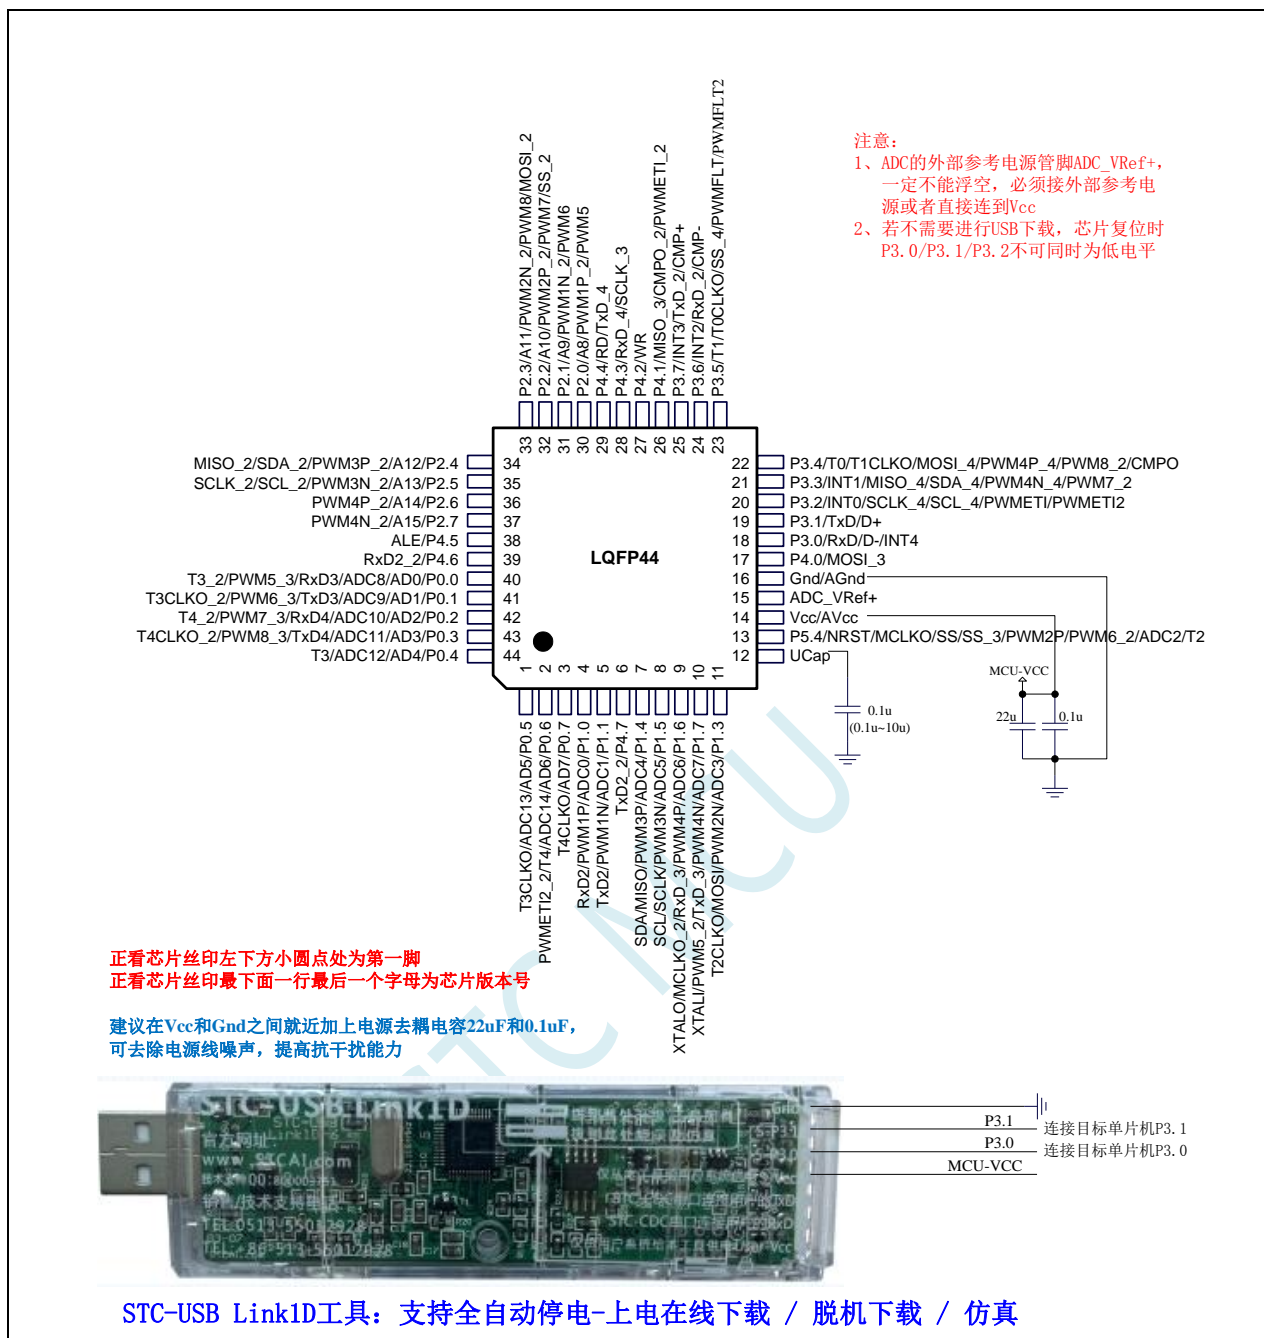 P2.3/A11/PWM2N_2/PWM8/MOSI_2
P2.2/A10/PWM2P_2/PWM7/SS_2
P2.1/A9/PWM1N_2/PWM6
P2.0/A8/PWM1P_2/PWM5
P4.4/RD/TxD_4
P4.3/RxD_4/SCLK_3
P4.2/WR
P4.1/MISO_3/CMPO_2/PWMETI_2
P3.7/INT3/TxD_2/CMP+
P3.6/INT2/RxD_2/CMP-
P3.5/T1/T0CLKO/SS_4/PWMFLT/PWMFLT2
注意：
1、ADC的外部参考电源管脚ADC_VRef+，
一定不能浮空，必须接外部参考电
源或者直接连到Vcc
2、若不需要进行USB下载，芯片复位时
P3.0/P3.1/P3.2不可同时为低电平
33 32 31 30 29 28 27 26 25 24 23
MISO_2/SDA_2/PWM3P_2/A12/P2.4 34
SCLK_2/SCL_2/PWM3N_2/A13/P2.5 35
PWM4P_2/A14/P2.6 36
PWM4N_2/A15/P2.7 37
ALE/P4.5 38
RxD2_2/P4.6 39
T3_2/PWM5_3/RxD3/ADC8/AD0/P0.0 40
T3CLKO_2/PWM6_3/TxD3/ADC9/AD1/P0.1 41
T4_2/PWM7_3/RxD4/ADC10/AD2/P0.2 42
T4CLKO_2/PWM8_3/TxD4/ADC11/AD3/P0.3 43
T3/ADC12/AD4/P0.4 44
LQFP44
22 P3.4/T0/T1CLKO/MOSI_4/PWM4P_4/PWM8_2/CMPO
21 P3.3/INT1/MISO_4/SDA_4/PWM4N_4/PWM7_2
20 P3.2/INT0/SCLK_4/SCL_4/PWMETI/PWMETI2
19 P3.1/TxD/D+
18 P3.0/RxD/D-/INT4
17 P4.0/MOSI_3
16 Gnd/AGnd
15 ADC_VRef+
14 Vcc/AVcc
13 P5.4/NRST/MCLKO/SS/SS_3/PWM2P/PWM6_2/ADC2/T2
12 UCap
1 2 3 4 5 6 7 8 9 10 11
MCU-VCC
22u
0.1u
0.1u
(0.1u~10u)
T3CLKO/ADC13/AD5/P0.5
PWMETI2_2/T4/ADC14/AD6/P0.6
T4CLKO/AD7/P0.7
RxD2/PWM1P/ADC0/P1.0
TxD2/PWM1N/ADC1/P1.1
TxD2_2/P4.7
SDA/MISO/PWM3P/ADC4/P1.4
SCL/SCLK/PWM3N/ADC5/P1.5
XTALO/MCLKO_2/RxD_3/PWM4P/ADC6/P1.6
XTALI/PWM5_2/TxD_3/PWM4N/ADC7/P1.7
T2CLKO/MOSI/PWM2N/ADC3/P1.3
STC MCU
正看芯片丝印左下方小圆点处为第一脚
正看芯片丝印最下面一行最后一个字母为芯片版本号
建议在Vcc和Gnd之间就近加上电源去耦电容22uF和0.1uF，
可去除电源线噪声，提高抗干扰能力
STC-USB Link1D
官方网址
www.STCAI.com
TEL:0513-55012928
Gnd
P3.1
P3.0
P3.1 连接目标单片机P3.1
P3.0 连接目标单片机P3.0
MCU-VCC
STC-USB Link1D工具：支持全自动停电-上电在线下载 / 脱机下载 / 仿真